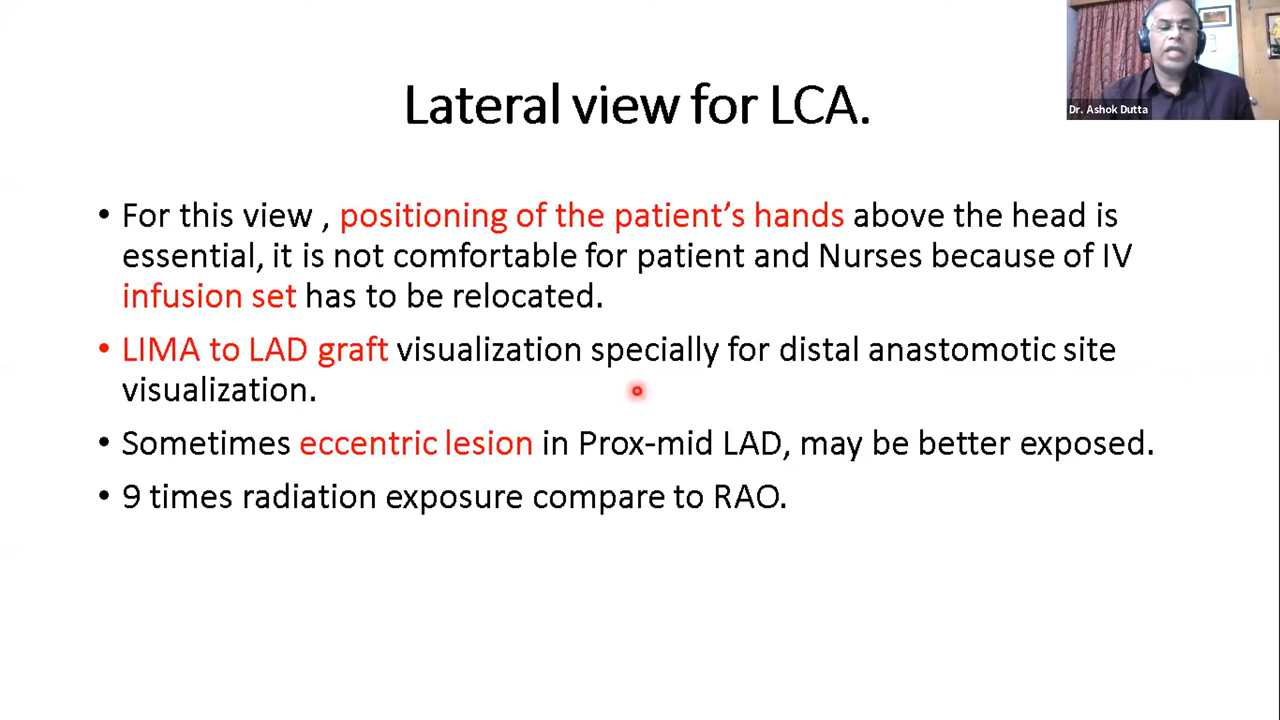 Dr. Ashok Dutta
Lateral view for LCA.
• For this view , positioning of the patient’s hands above the head is
essential, it is not comfortable for patient and Nurses because of IV
infusion set has to be relocated.
• LIMA to LAD graft visualization specially for distal anastomotic site
visualization.
• Sometimes eccentric lesion in Prox-mid LAD, may be better exposed.
• 9 times radiation exposure compare to RAO.